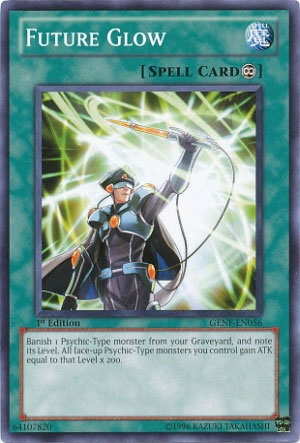 Future Glow
[Spell Card]
1st Edition
GENF-EN056
Banish 1 Psychic-Type monster from your Graveyard, and note
its Level. All face-up Psychic-Type monsters you control gain ATK
equal to that Level x 200.
64107820
©1996 KAZUKI TAKAHASHI